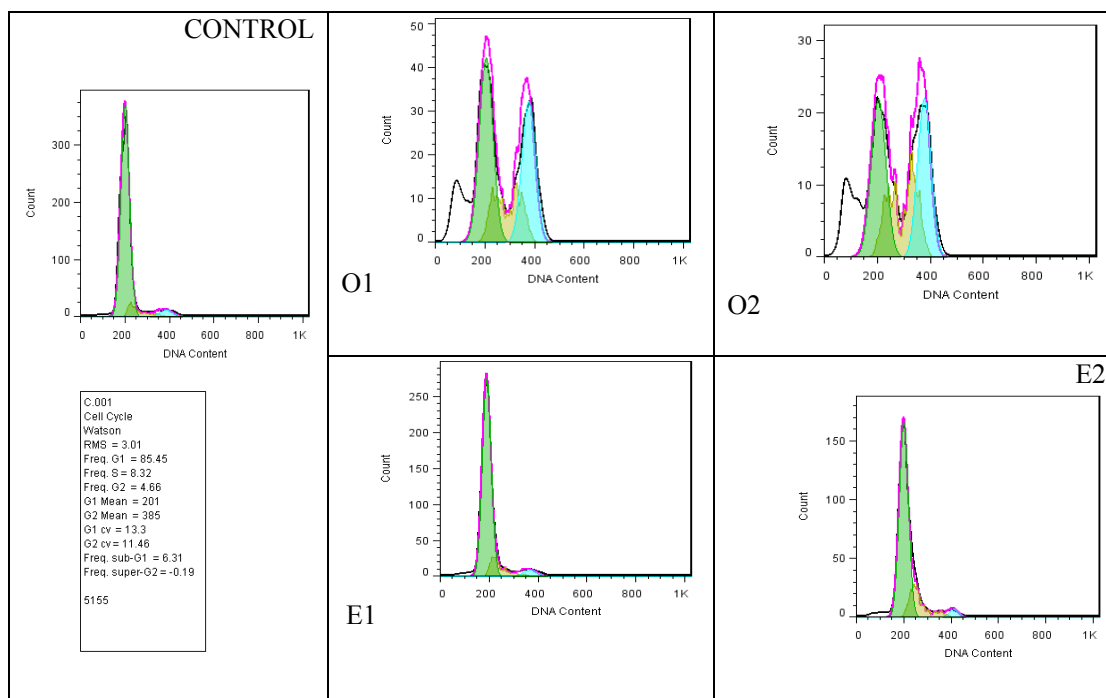 CONTROL
Count
300
200
100
0
0 200 400 600 800 1K
DNA Content
C.001
Cell Cycle
Watson
RMS = 3.01
Freq. G1 = 85.45
Freq. S = 8.32
Freq. G2 = 4.66
G1 Mean = 201
G2 Mean = 385
G1 cv = 13.3
G2 cv = 11.46
Freq. sub-G1 = 6.31
Freq. super-G2 = -0.19
5155
Count
50
40
30
20
10
0
0 200 400 600 800 1K
DNA Content
O1
Count
30
20
10
0
0 200 400 600 800 1K
DNA Content
O2
Count
250
200
150
100
50
0
0 200 400 600 800 1K
DNA Content
E1
E2
Count
150
100
50
0
0 200 400 600 800 1K
DNA Content